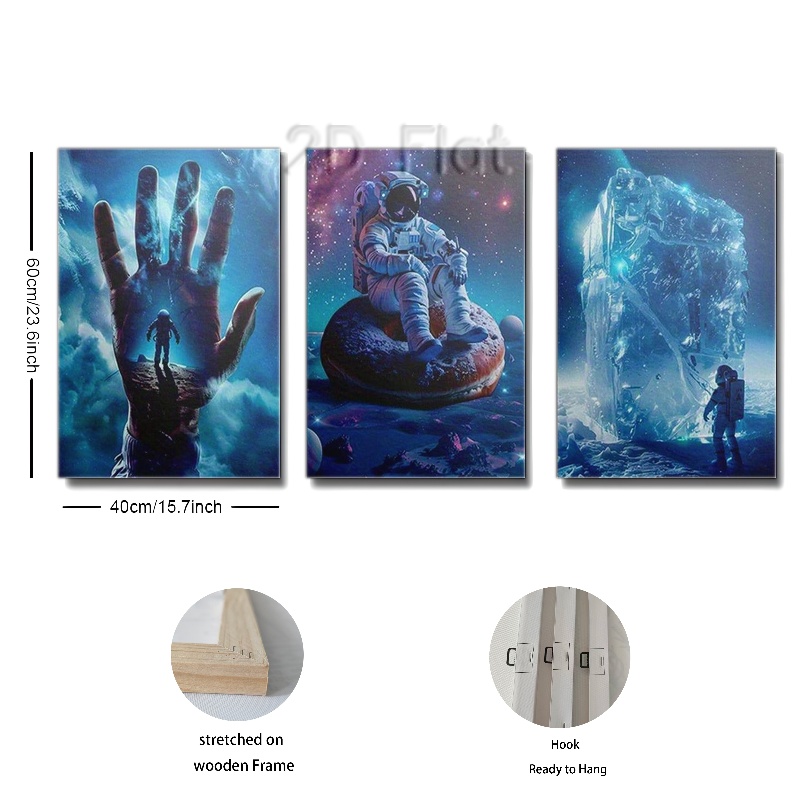 2D Flat
60cm/23.6inch
40cm/15.7inch
stretched on
wooden Frame
Hook
Ready to Hang